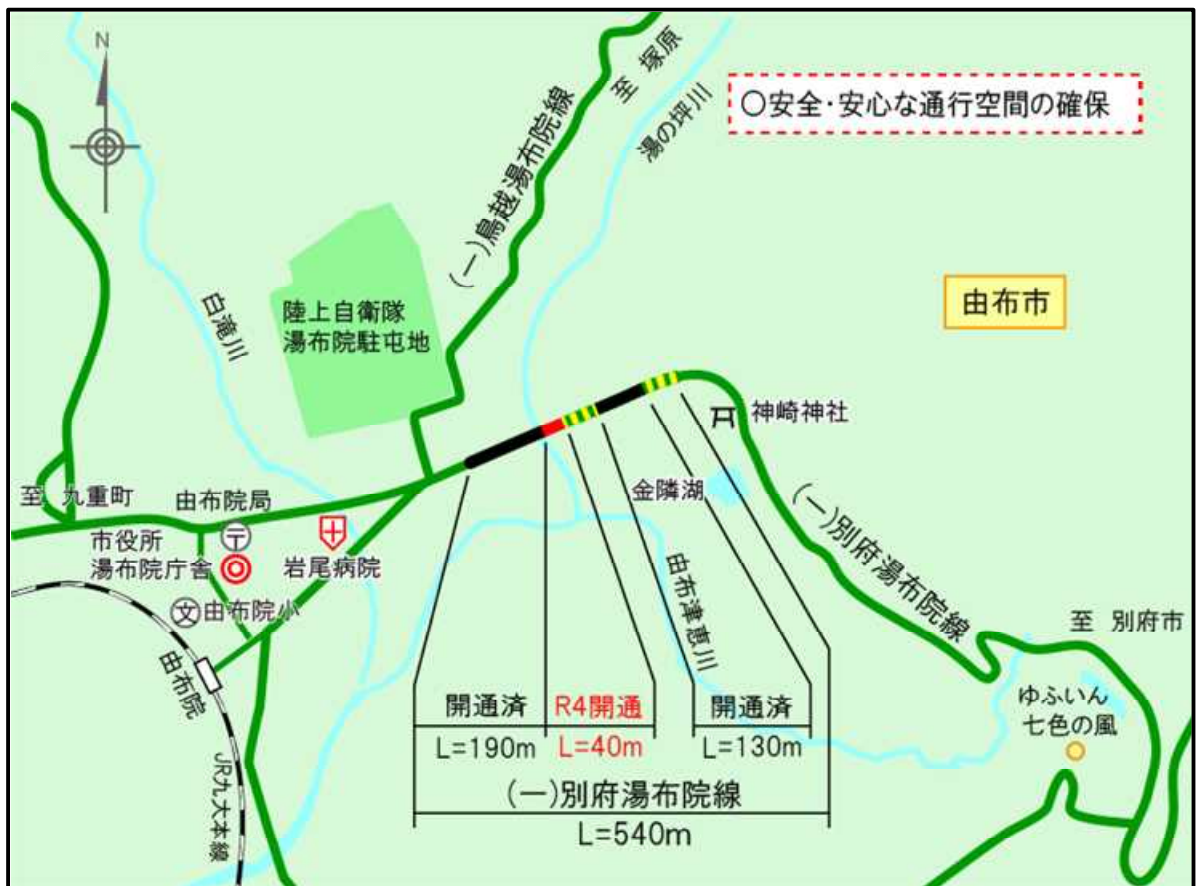 N
至 塚原
湯の坪川
〇安全・安心な通行空間の確保
(一)鳥越湯布院線
白滝川
陸上自衛隊
湯布院駐屯地
由布市
神崎神社
至 九重町
由布院局
〒
金隣湖
市役所
湯布院庁舎
岩尾病院
(一)別府湯布院線
文
由布院小
由布津恵川
至 別府市
由布院
開通済
R4開通
開通済
ゆふいん
七色の風
L=190m
L=40m
L=130m
JR九大本線
(一)別府湯布院線
L=540m